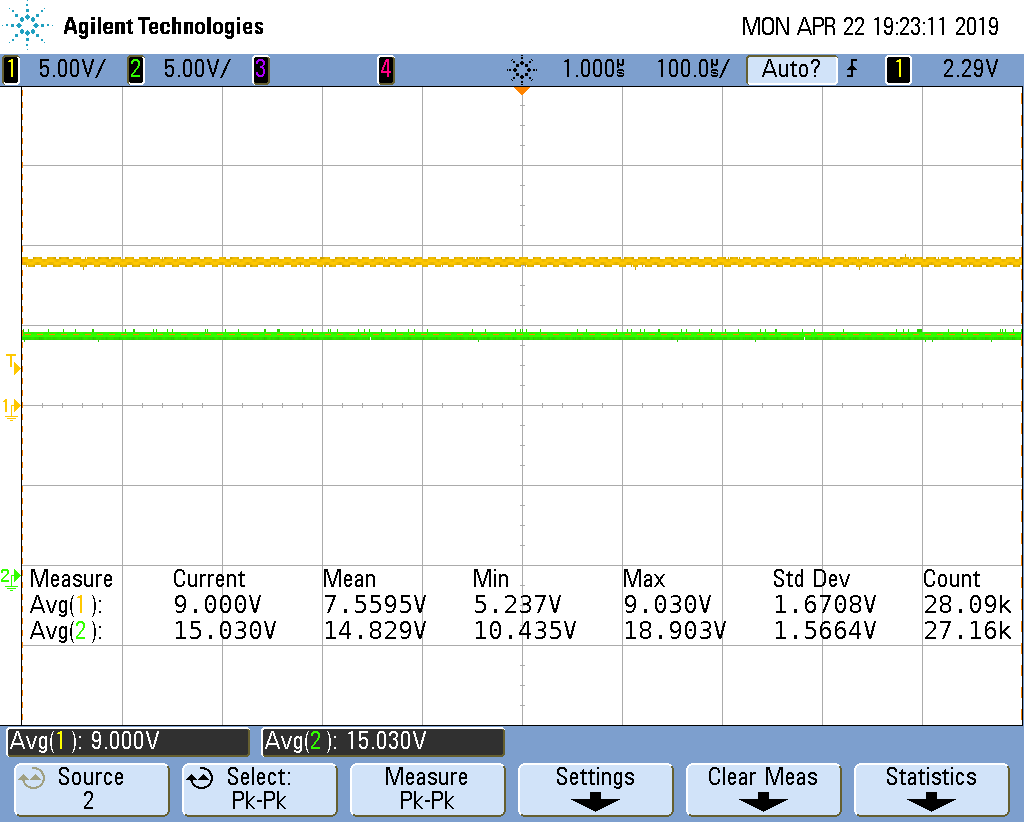 Agilent Technologies MON APR 22 19:23:11 2019
1 5.00V/ 2 5.00V/ 3 4 1.000µs 100.0µs/ Auto? 1 2.29V
T
1
2
Measure Current Mean Min Max Std Dev Count
Avg(1): 9.000V 7.5595V 5.237V 9.030V 1.6708V 28.09k
Avg(2): 15.030V 14.829V 10.435V 18.903V 1.5664V 27.16k
Avg(1): 9.000V Avg(2): 15.030V
Source Select: Measure Settings Clear Meas Statistics
2 Pk-Pk Pk-Pk